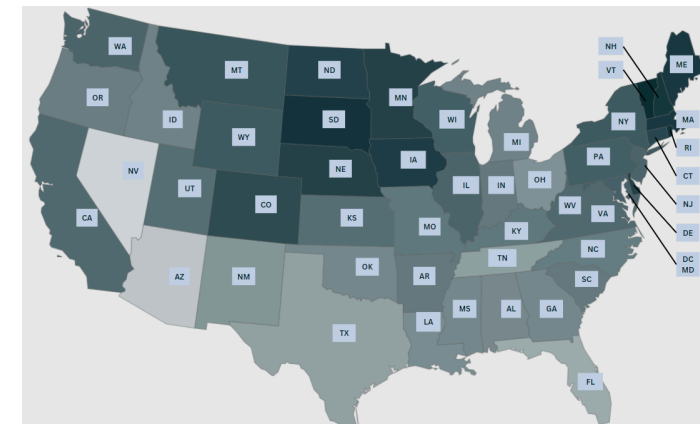 NH
WA
ME
VT
MT
ND
OR
MN
MA
ID
SD
WI
NY
WY
RI
MI
PA
IA
NV
NE
CT
UT
IL
IN
OH
CO
NJ
WV
VA
CA
KS
MO
KY
DE
NC
TN
DC
MD
OK
AZ
NM
AR
SC
MS
AL
GA
LA
TX
FL